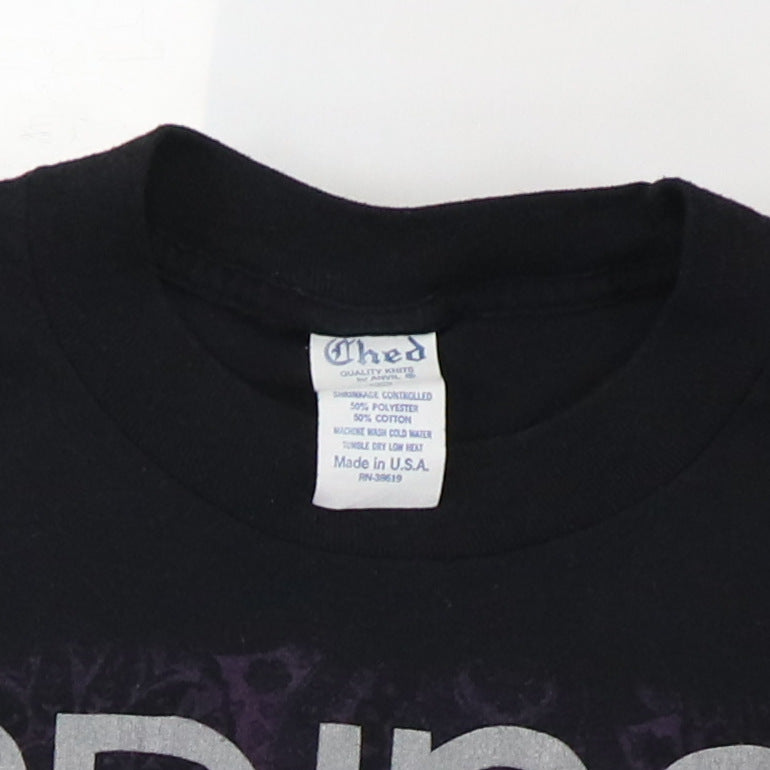 Ched
QUALITY KNITS
by ANVIL ®
SHRINKAGE CONTROLLED
50% POLYESTER
50% COTTON
MACHINE WASH COLD WATER
TUMBLE DRY LOW HEAT
Made in U.S.A.
RN-38619